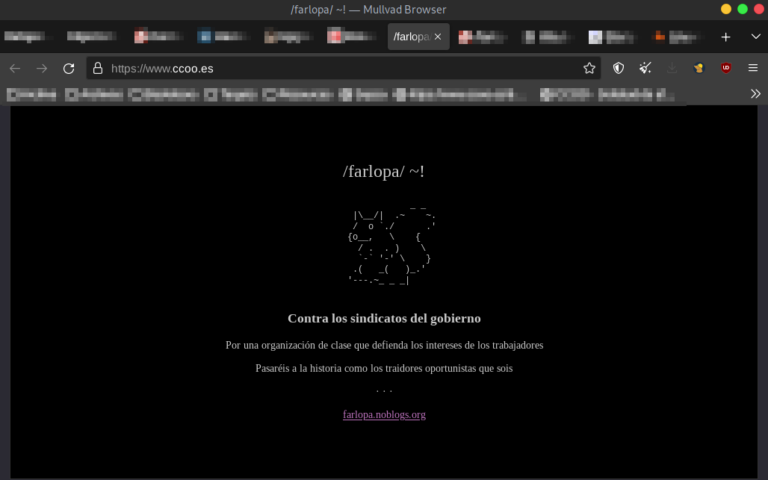 /farlopa/ ~! — Mullvad Browser
/farlopa
https://www.ccoo.es
/farlopa/ ~!
              _ _
   |\__/|  .~    ~.
   /  o `./      .'
  {o__,   \    {
    / .  . )    \
    `-` '-' \    }
   .(   _(   )_.'
  '---.~_ _ _|
Contra los sindicatos del gobierno
Por una organización de clase que defienda los intereses de los trabajadores
Pasaréis a la historia como los traidores oportunistas que sois
. . .
farlopa.noblogs.org